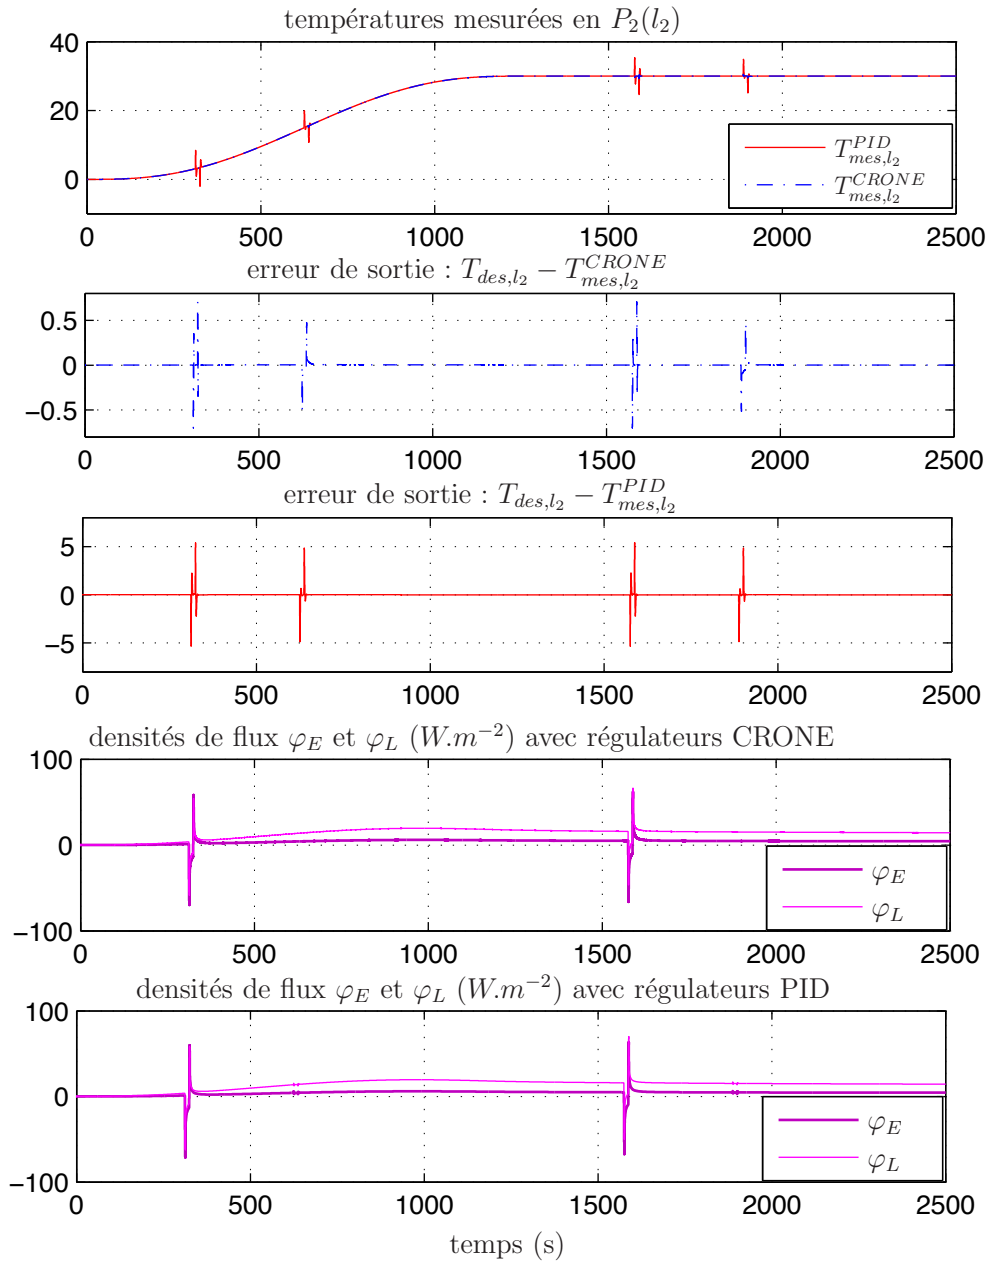 températures mesurées en P₂(l₂)
40
20
0
T^{PID}_{mes,l₂}
T^{CRONE}_{mes,l₂}
0 500 1000 1500 2000 2500
erreur de sortie : T_{des,l₂} − T^{CRONE}_{mes,l₂}
0.5
0
−0.5
0 500 1000 1500 2000 2500
erreur de sortie : T_{des,l₂} − T^{PID}_{mes,l₂}
5
0
−5
0 500 1000 1500 2000 2500
densités de flux φ_E et φ_L (W.m⁻²) avec régulateurs CRONE
100
0
−100
φ_E
φ_L
0 500 1000 1500 2000 2500
densités de flux φ_E et φ_L (W.m⁻²) avec régulateurs PID
100
0
−100
φ_E
φ_L
0 500 1000 1500 2000 2500
temps (s)